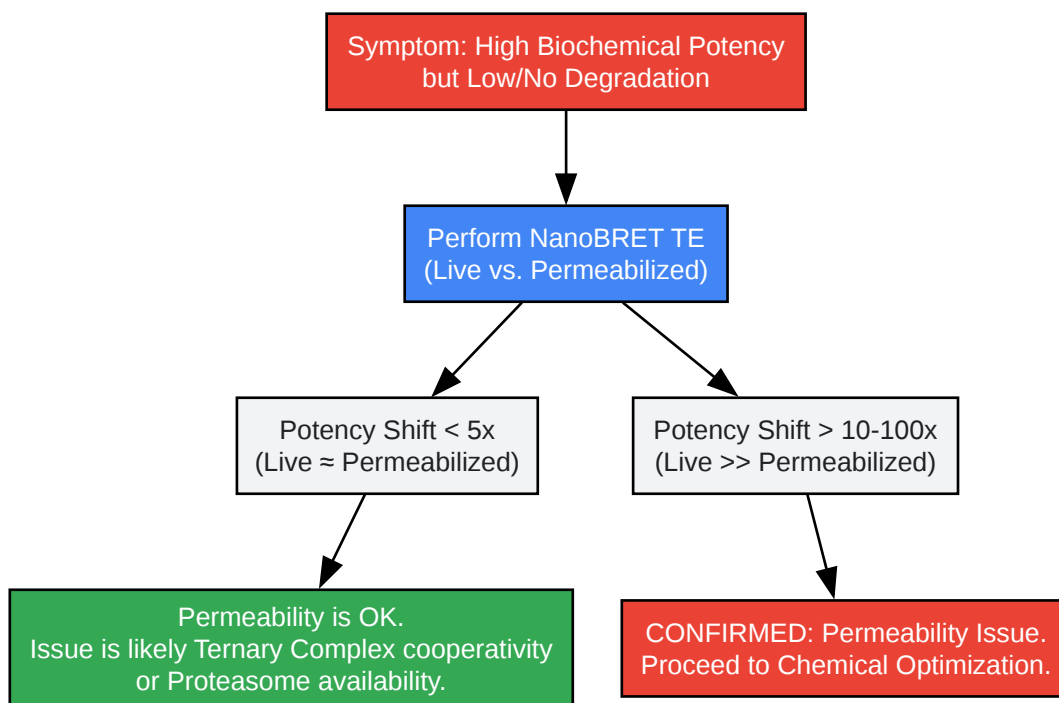 Symptom: High Biochemical Potency
but Low/No Degradation
Perform NanoBRET TE
(Live vs. Permeabilized)
Potency Shift < 5x
(Live ≈ Permeabilized)
Potency Shift > 10-100x
(Live >> Permeabilized)
Permeability is OK.
Issue is likely Ternary Complex cooperativity
or Proteasome availability.
CONFIRMED: Permeability Issue.
Proceed to Chemical Optimization.